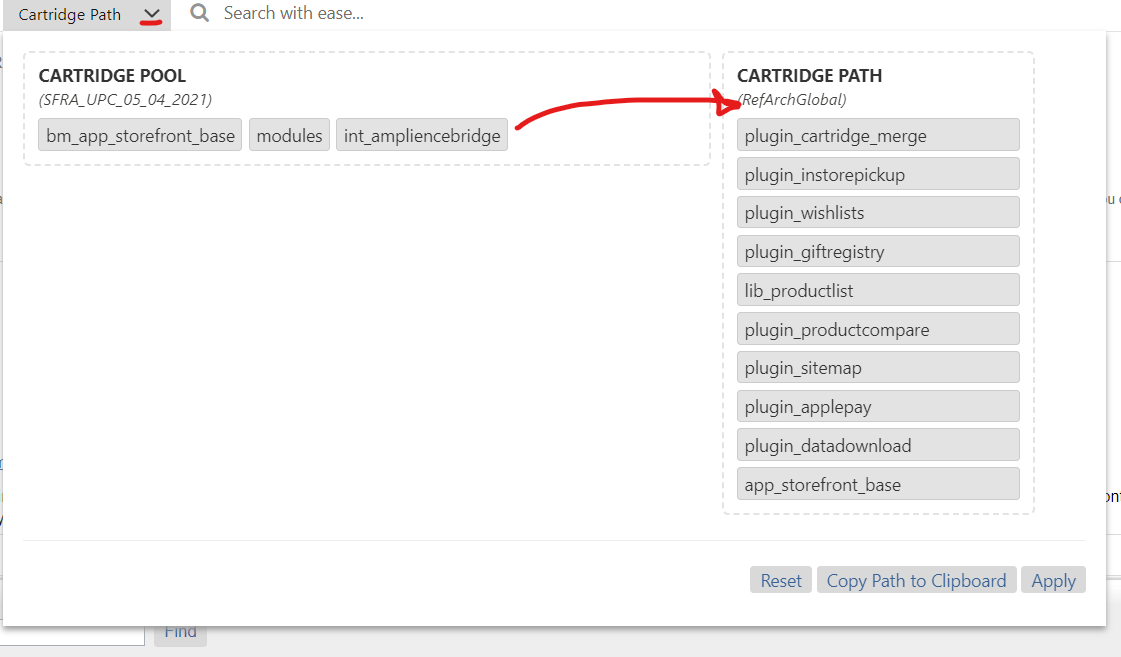 Cartridge Path
Search with ease...
CARTRIDGE POOL
(SFRA_UPC_05_04_2021)
bm_app_storefront_base modules int_ampliencebridge
CARTRIDGE PATH
(RefArchGlobal)
plugin_cartridge_merge
plugin_instorepickup
plugin_wishlists
plugin_giftregistry
lib_productlist
plugin_productcompare
plugin_sitemap
plugin_applepay
plugin_datadownload
app_storefront_base
Reset Copy Path to Clipboard Apply
Find